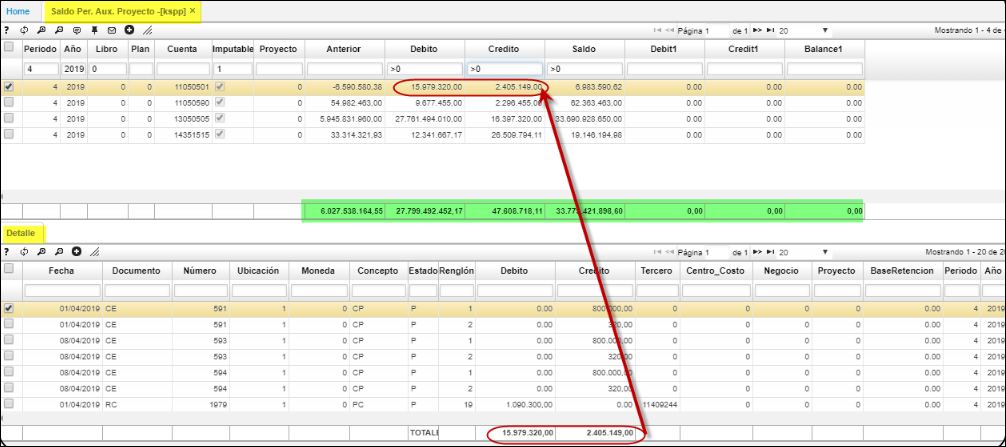 Home Saldo Per. Aux. Proyecto -[kspp] ×
? Página 1 de 1 20 Mostrando 1 - 4 de
Periodo Año Libro Plan Cuenta Imputable Proyecto Anterior Debito Credito Saldo Debit1 Credit1 Balance1
4 2019 0 1 >0 >0 >0
4 2019 0 0 11050501 0 -6.590.580,38 15.979.320,00 2.405.149,00 6.983.590,62 0.00 0.00 0.00
4 2019 0 0 11050590 0 54.982.463,00 9.677.455,00 2.296.455,00 62.363.463,00 0.00 0.00 0.00
4 2019 0 0 13050505 0 5.945.831.960,00 27.761.494.010,00 16.397.320,00 33.690.928.650,00 0.00 0.00 0.00
4 2019 0 0 14351515 0 33.314.321,93 12.341.667,17 26.509.794,11 19.146.194,98 0.00 0.00 0.00
6.027.538.164,55 27.799.492.452,17 47.608.718,11 0,00 0,00 0,00
Detalle
? Página 1 de 1 20 Mostrando 1 - 20 de 20
Fecha Documento Número Ubicación Moneda Concepto Estado Renglón Debito Credito Tercero Centro_Costo Negocio Proyecto BaseRetencion Periodo Año
01/04/2019 CE 591 1 0 CP P 1 0.00 800.000,00 0 0 0 0 0.00 4 2019
01/04/2019 CE 591 1 0 CP P 2 0.00 320,00 0 0 0 0 0.00 4 2019
08/04/2019 CE 593 1 0 CP P 1 0.00 800.000,00 0 0 0 0 0.00 4 2019
08/04/2019 CE 593 1 0 CP P 2 0.00 320,00 0 0 0 0 0.00 4 2019
08/04/2019 CE 594 1 0 CP P 1 0.00 800.000,00 0 0 0 0 0.00 4 2019
08/04/2019 CE 594 1 0 CP P 2 0.00 320,00 0 0 0 0 0.00 4 2019
01/04/2019 RC 1979 1 0 PC P 19 1.090.300,00 0.00 11409244 0 0 0 0.00 4 2019
TOTALE 15.979.320,00 2.405.149,00